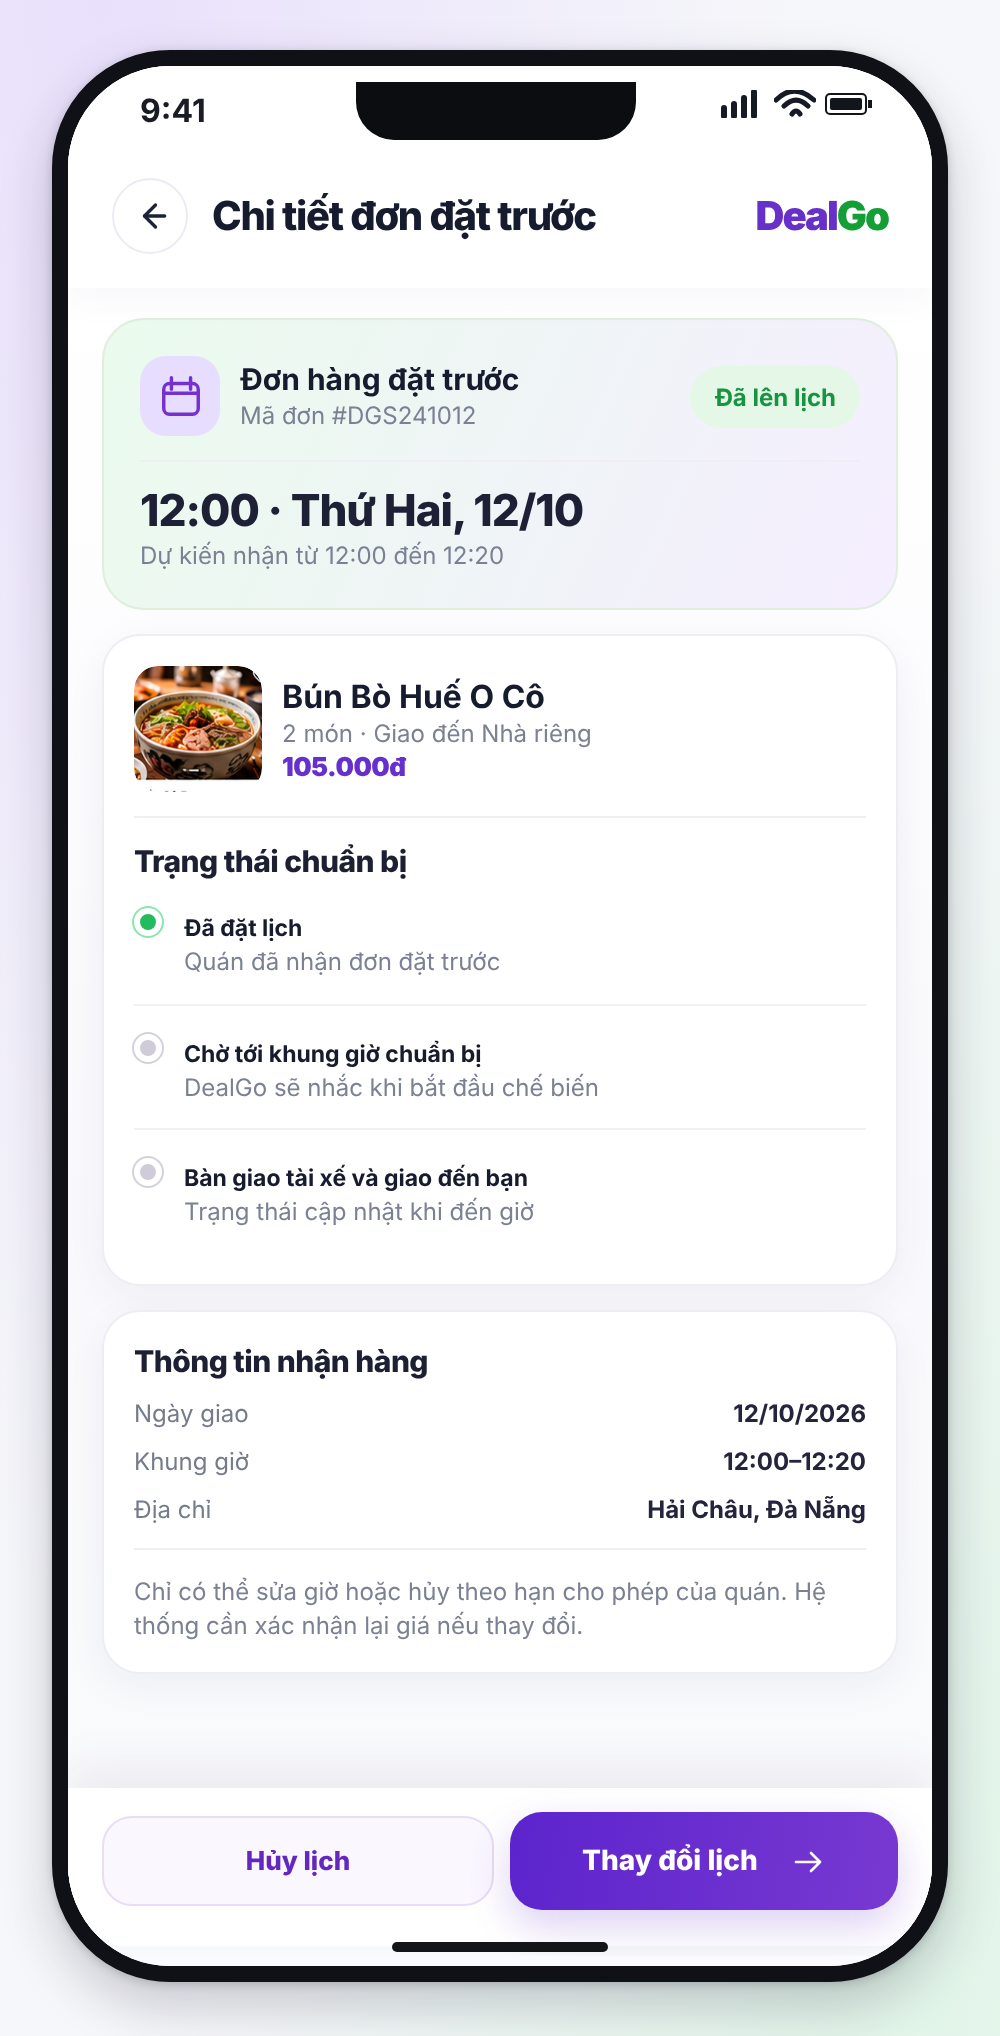 9:41
Chi tiết đơn đặt trước
DealGo
Đơn hàng đặt trước
Mã đơn #DGS241012
Đã lên lịch
12:00 · Thứ Hai, 12/10
Dự kiến nhận từ 12:00 đến 12:20
Bún Bò Huế O Cô
2 món · Giao đến Nhà riêng
105.000đ
Trạng thái chuẩn bị
Đã đặt lịch
Quán đã nhận đơn đặt trước
Chờ tới khung giờ chuẩn bị
DealGo sẽ nhắc khi bắt đầu chế biến
Bàn giao tài xế và giao đến bạn
Trạng thái cập nhật khi đến giờ
Thông tin nhận hàng
Ngày giao 12/10/2026
Khung giờ 12:00–12:20
Địa chỉ Hải Châu, Đà Nẵng
Chỉ có thể sửa giờ hoặc hủy theo hạn cho phép của quán. Hệ
thống cần xác nhận lại giá nếu thay đổi.
Hủy lịch
Thay đổi lịch